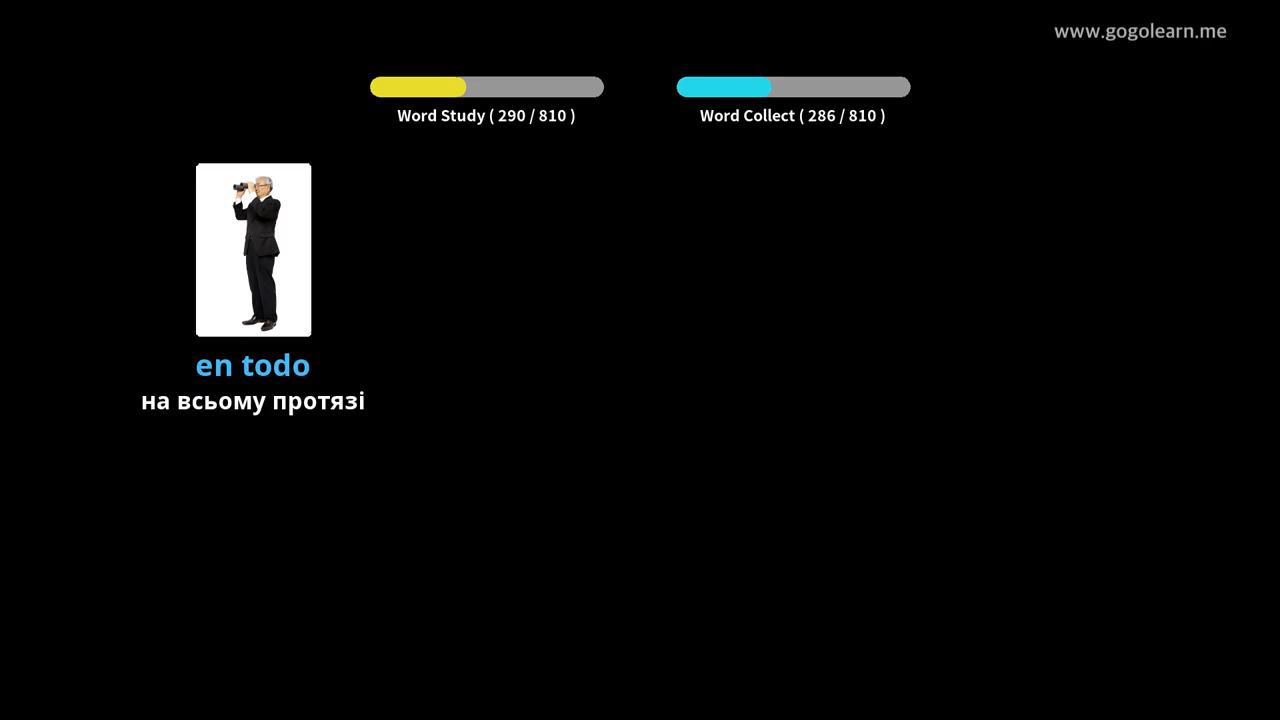 www.gogolearn.me
Word Study ( 290 / 810 )
Word Collect ( 286 / 810 )
en todo
на всьому протязі